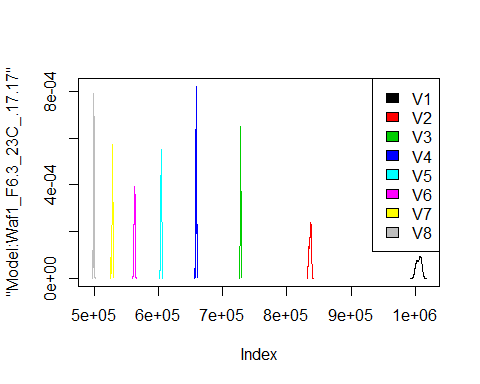 "Model:Waf1_F6.3_23C_.17.17"
8e-04
4e-04
0e+00
V1
V2
V3
V4
V5
V6
V7
V8
5e+05 6e+05 7e+05 8e+05 9e+05 1e+06
Index